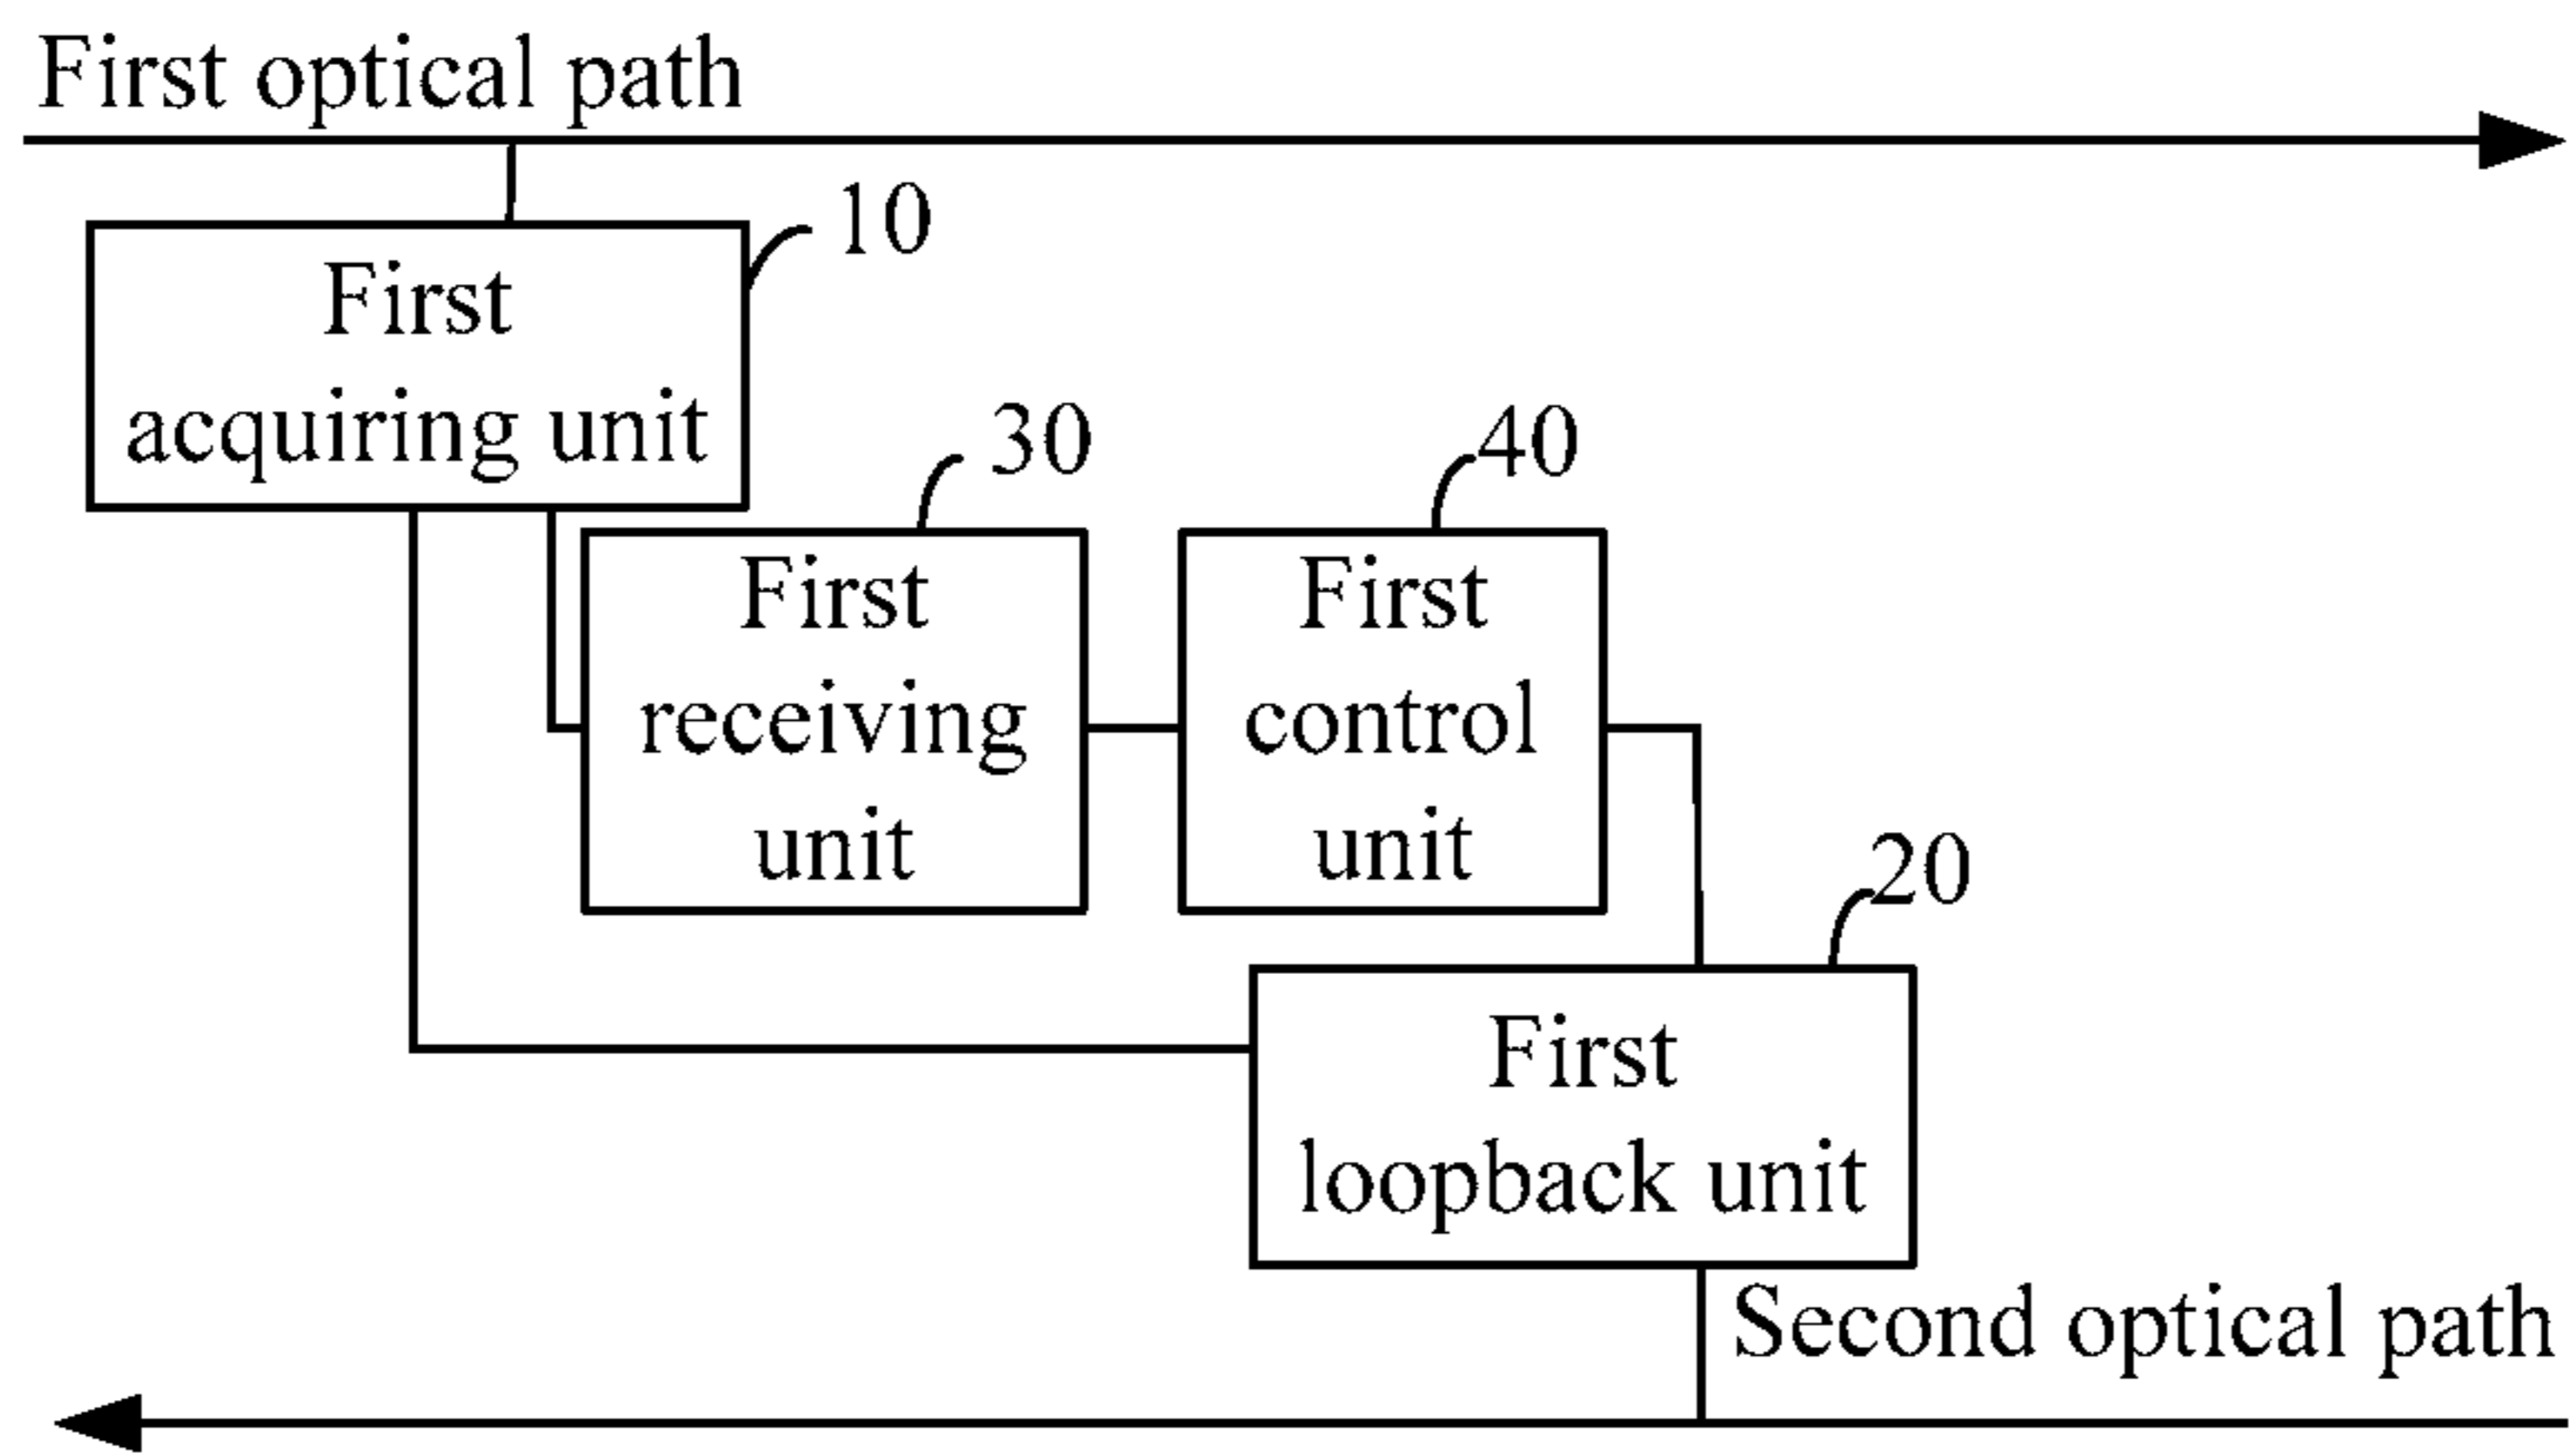 First optical path
10
First
acquiring unit
30
40
First
receiving
unit
First
control
unit
20
First
loopback unit
Second optical path